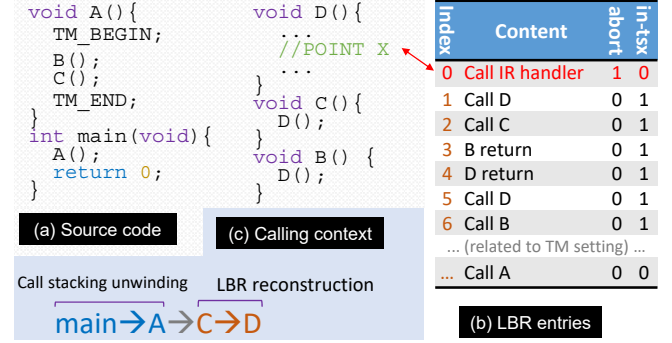 void A(){
TM_BEGIN;
B();
C();
TM_END;
}
int main(void){
A();
return 0;
}
(a) Source code
void D(){
...
//POINT X
...
}
void C(){
D();
}
void B() {
D();
}
(c) Calling context
Index Content abort in-tsx
0 Call IR handler 1 0
1 Call D 0 1
2 Call C 0 1
3 B return 0 1
4 D return 0 1
5 Call D 0 1
6 Call B 0 1
... (related to TM setting) ...
... Call A 0 0
(b) LBR entries
Call stacking unwinding LBR reconstruction
main→A→C→D